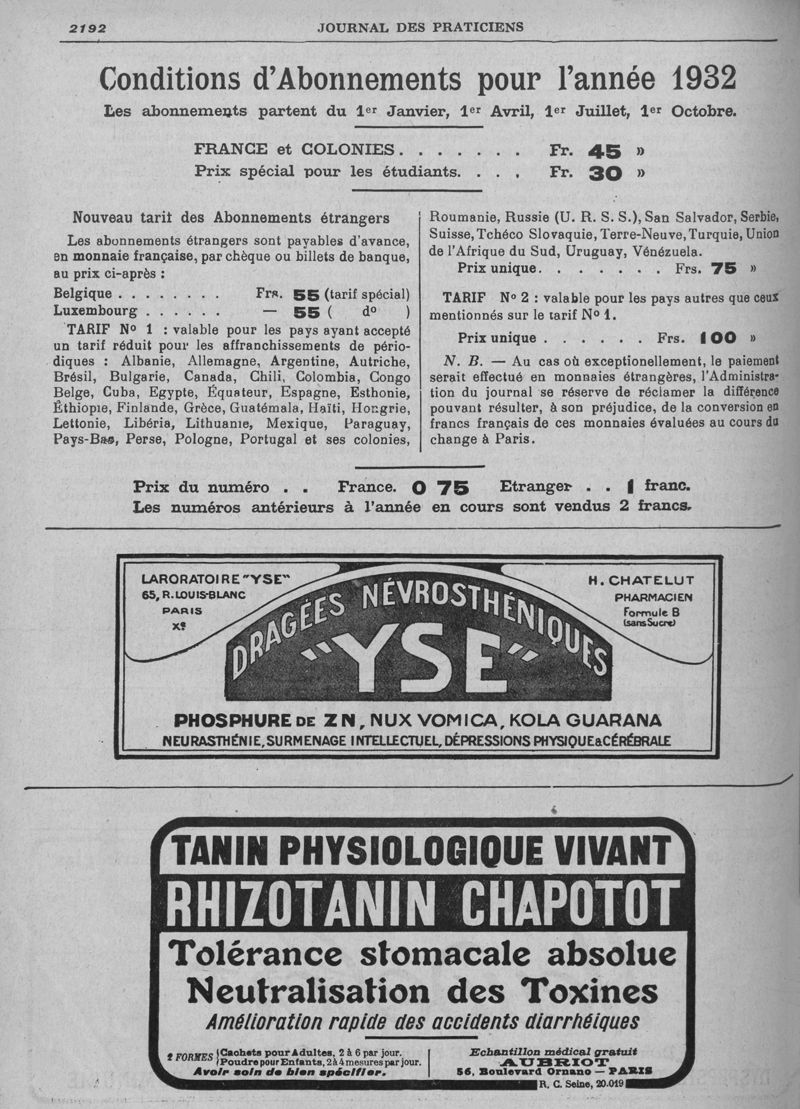 2192
JOURNAL DES PRATICIENS
Conditions d'Abonnements pour l'année 1932
Les abonnements partent du 1er Janvier, 1er Avril, 1er Juillet, 1er Octobre.
FRANCE et COLONIES. . . . . . . Fr. 45 »
Prix spécial pour les étudiants. . . . Fr. 30 »
Nouveau tarif des Abonnements étrangers
Les abonnements étrangers sont payables d'avance,
en monnaie française, par chèque ou billets de banque,
au prix ci-après :
Belgique . . . . . . . . Frs. 55 (tarif spécial)
Luxembourg . . . . . . — 55 ( do )
TARIF No 1 : valable pour les pays ayant accepté
un tarif réduit pour les affranchissements de pério-
diques : Albanie, Allemagne, Argentine, Autriche,
Brésil, Bulgarie, Canada, Chili, Colombia, Congo
Belge, Cuba, Egypte, Équateur, Espagne, Esthonie,
Éthiopie, Finlande, Grèce, Guatémala, Haïti, Hongrie,
Lettonie, Libéria, Lithuanie, Mexique, Paraguay,
Pays-Bas, Perse, Pologne, Portugal et ses colonies,
Roumanie, Russie (U. R. S. S.), San Salvador, Serbie,
Suisse, Tchéco Slovaquie, Terre-Neuve, Turquie, Union
de l'Afrique du Sud, Uruguay, Vénézuela.
Prix unique. . . . . . . Frs. 75 »
TARIF No 2 : valable pour les pays autres que ceux
mentionnés sur le tarif No 1.
Prix unique . . . . . . Frs. 100 »
N. B. — Au cas où exceptionellement, le paiement
serait effectué en monnaies étrangères, l'Administra-
tion du journal se réserve de réclamer la différence
pouvant résulter, à son préjudice, de la conversion en
francs français de ces monnaies évaluées au cours du
change à Paris.
Prix du numéro . . France. 0 75 Etranger . . 1 franc.
Les numéros antérieurs à l'année en cours sont vendus 2 francs.
LARORATOIRE "YSE"
65, R. LOUIS-BLANC
PARIS
Xe
H. CHATELUT
PHARMACIEN
Formule B
(sans Sucre)
DRAGÉES NÉVROSTHÉNIQUES
"YSE"
PHOSPHURE DE ZN, NUX VOMICA, KOLA GUARANA
NEURASTHÉNIE, SURMENAGE INTELLECTUEL, DÉPRESSIONS PHYSIQUE & CÉRÉBRALE
TANIN PHYSIOLOGIQUE VIVANT
RHIZOTANIN CHAPOTOT
Tolérance stomacale absolue
Neutralisation des Toxines
Amélioration rapide des accidents diarrhéiques
2 FORMES { Cachets pour Adultes, 2 à 6 par jour.
Poudre pour Enfants, 2 à 4 mesures par jour.
Avoir soin de bien spécifier.
Echantillon médical gratuit
AUBRIOT
56, Boulevard Ornano — PARIS
R. C. Seine, 20.019